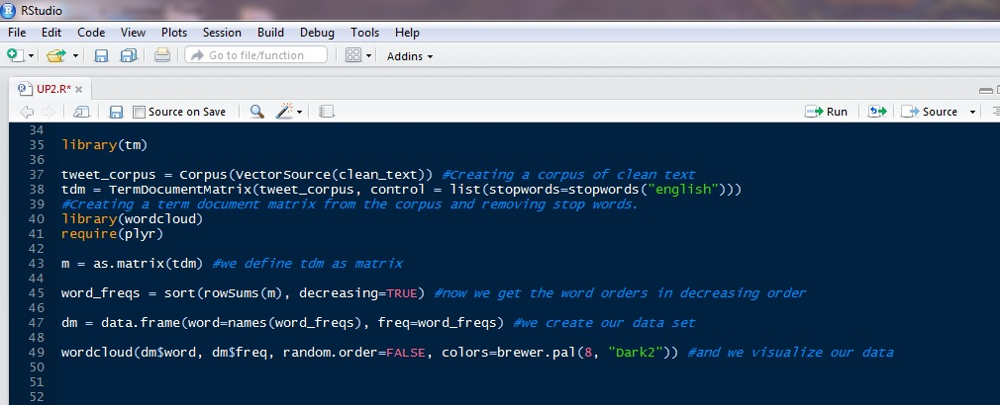 RStudio
File Edit Code View Plots Session Build Debug Tools Help
Go to file/function Addins
UP2.R*
Source on Save Run Source
34
35 library(tm)
36
37 tweet_corpus = Corpus(VectorSource(clean_text)) #Creating a corpus of clean text
38 tdm = TermDocumentMatrix(tweet_corpus, control = list(stopwords=stopwords("english")))
39 #Creating a term document matrix from the corpus and removing stop words.
40 library(wordcloud)
41 require(plyr)
42
43 m = as.matrix(tdm) #we define tdm as matrix
44
45 word_freqs = sort(rowSums(m), decreasing=TRUE) #now we get the word orders in decreasing order
46
47 dm = data.frame(word=names(word_freqs), freq=word_freqs) #we create our data set
48
49 wordcloud(dm$word, dm$freq, random.order=FALSE, colors=brewer.pal(8, "Dark2")) #and we visualize our data
50
51
52